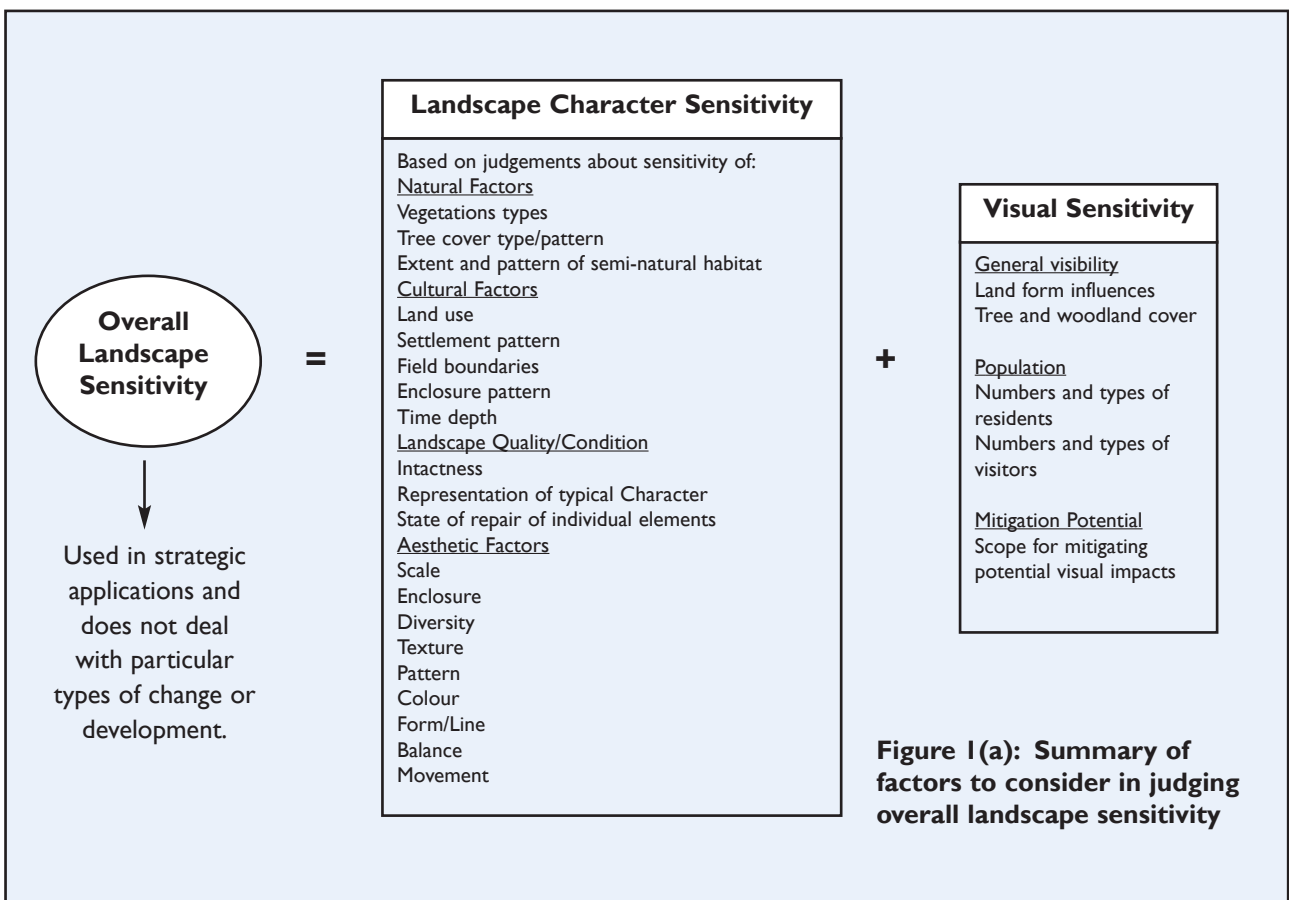 Overall
Landscape
Sensitivity
Used in strategic
applications and
does not deal
with particular
types of change or
development.
=
Landscape Character Sensitivity
Based on judgements about sensitivity of:
Natural Factors
Vegetations types
Tree cover type/pattern
Extent and pattern of semi-natural habitat
Cultural Factors
Land use
Settlement pattern
Field boundaries
Enclosure pattern
Time depth
Landscape Quality/Condition
Intactness
Representation of typical Character
State of repair of individual elements
Aesthetic Factors
Scale
Enclosure
Diversity
Texture
Pattern
Colour
Form/Line
Balance
Movement
+
Visual Sensitivity
General visibility
Land form influences
Tree and woodland cover
Population
Numbers and types of
residents
Numbers and types of
visitors
Mitigation Potential
Scope for mitigating
potential visual impacts
Figure 1(a): Summary of
factors to consider in judging
overall landscape sensitivity